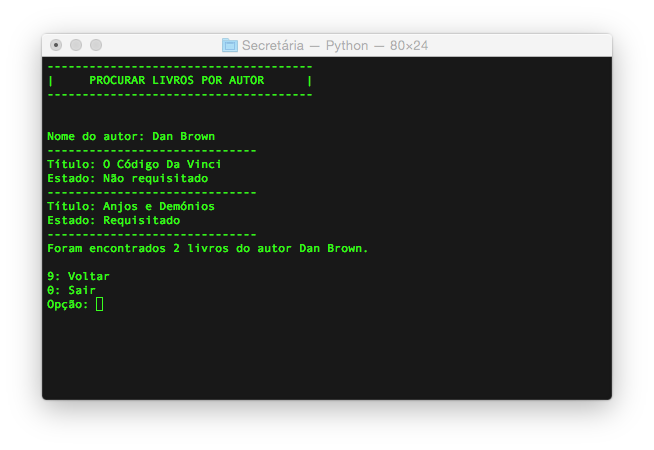 Secretária — Python — 80×24
--------------------------------------
|     PROCURAR LIVROS POR AUTOR      |
--------------------------------------
Nome do autor: Dan Brown
------------------------------
Título: O Código Da Vinci
Estado: Não requisitado
------------------------------
Título: Anjos e Demónios
Estado: Requisitado
------------------------------
Foram encontrados 2 livros do autor Dan Brown.
9: Voltar
0: Sair
Opção: